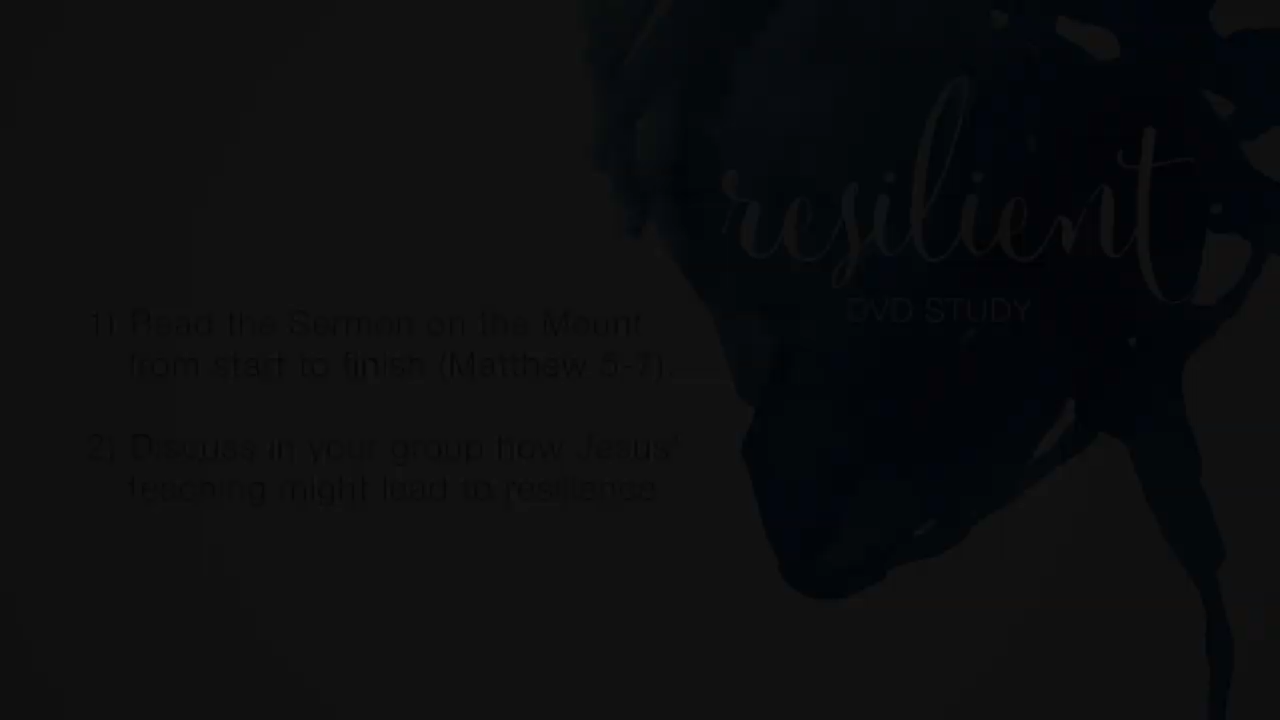 resilient
DVD STUDY
1) Read the Sermon on the Mount
from start to finish (Matthew 5-7).
2) Discuss in your group how Jesus'
teaching might lead to resilience